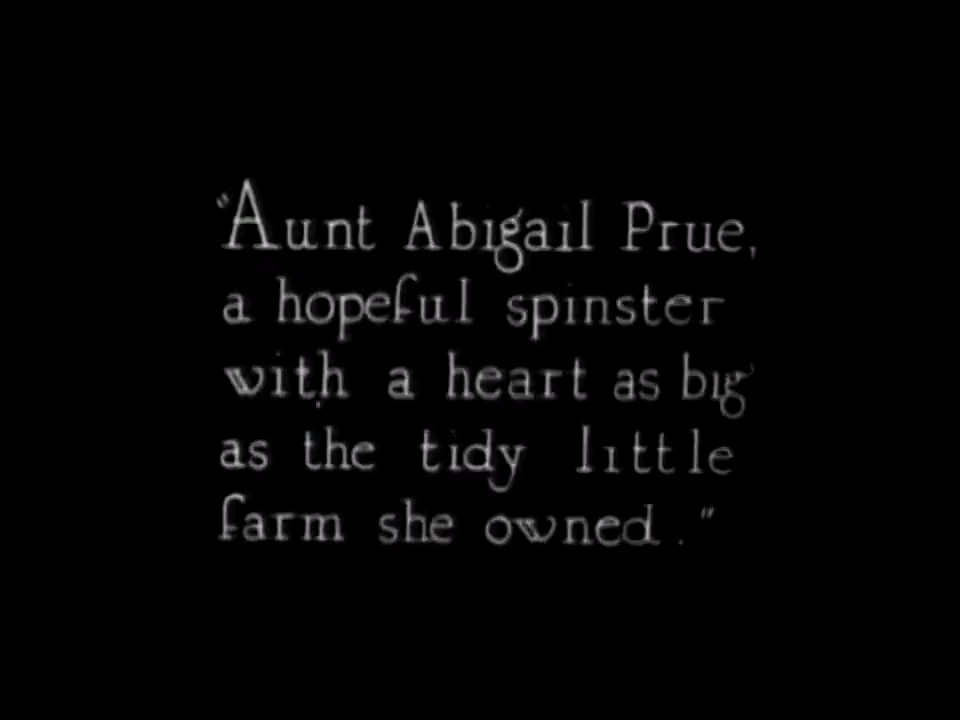 "Aunt Abigail Prue,
a hopeful spinster
with a heart as big
as the tidy little
farm she owned."